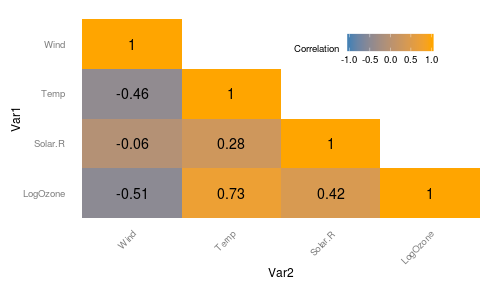 Wind
1
Correlation
-1.0 -0.5 0.0 0.5 1.0
Temp
-0.46
1
Var1
Solar.R
-0.06
0.28
1
LogOzone
-0.51
0.73
0.42
1
Wind
Temp
Solar.R
LogOzone
Var2